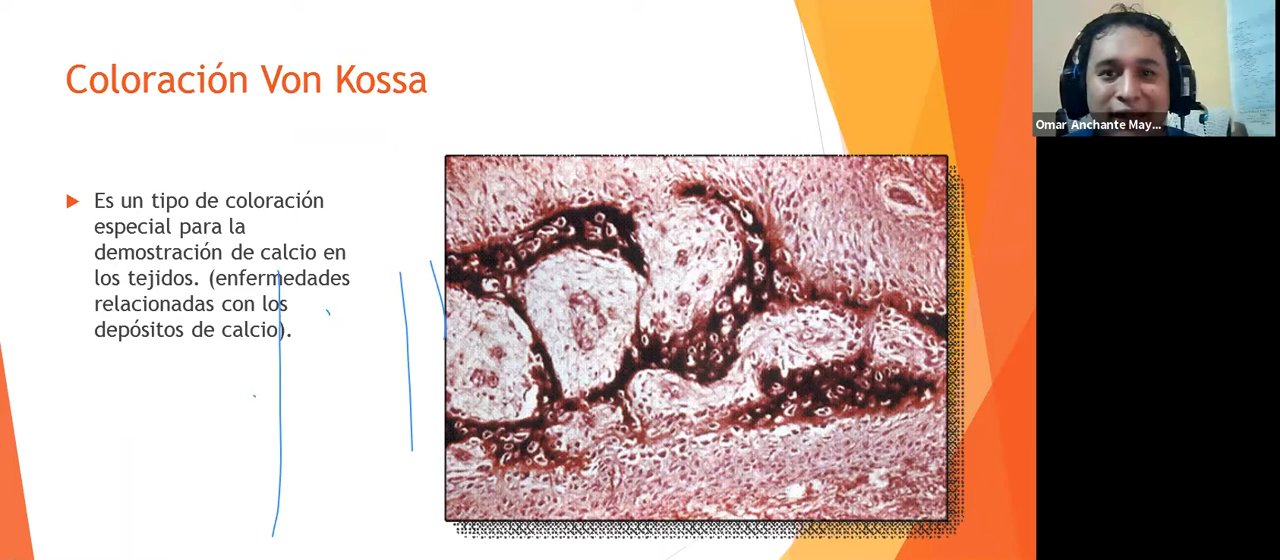 Coloración Von Kossa
Es un tipo de coloración
especial para la
demostración de calcio en
los tejidos. (enfermedades
relacionadas con los
depósitos de calcio).
Omar Anchante May...